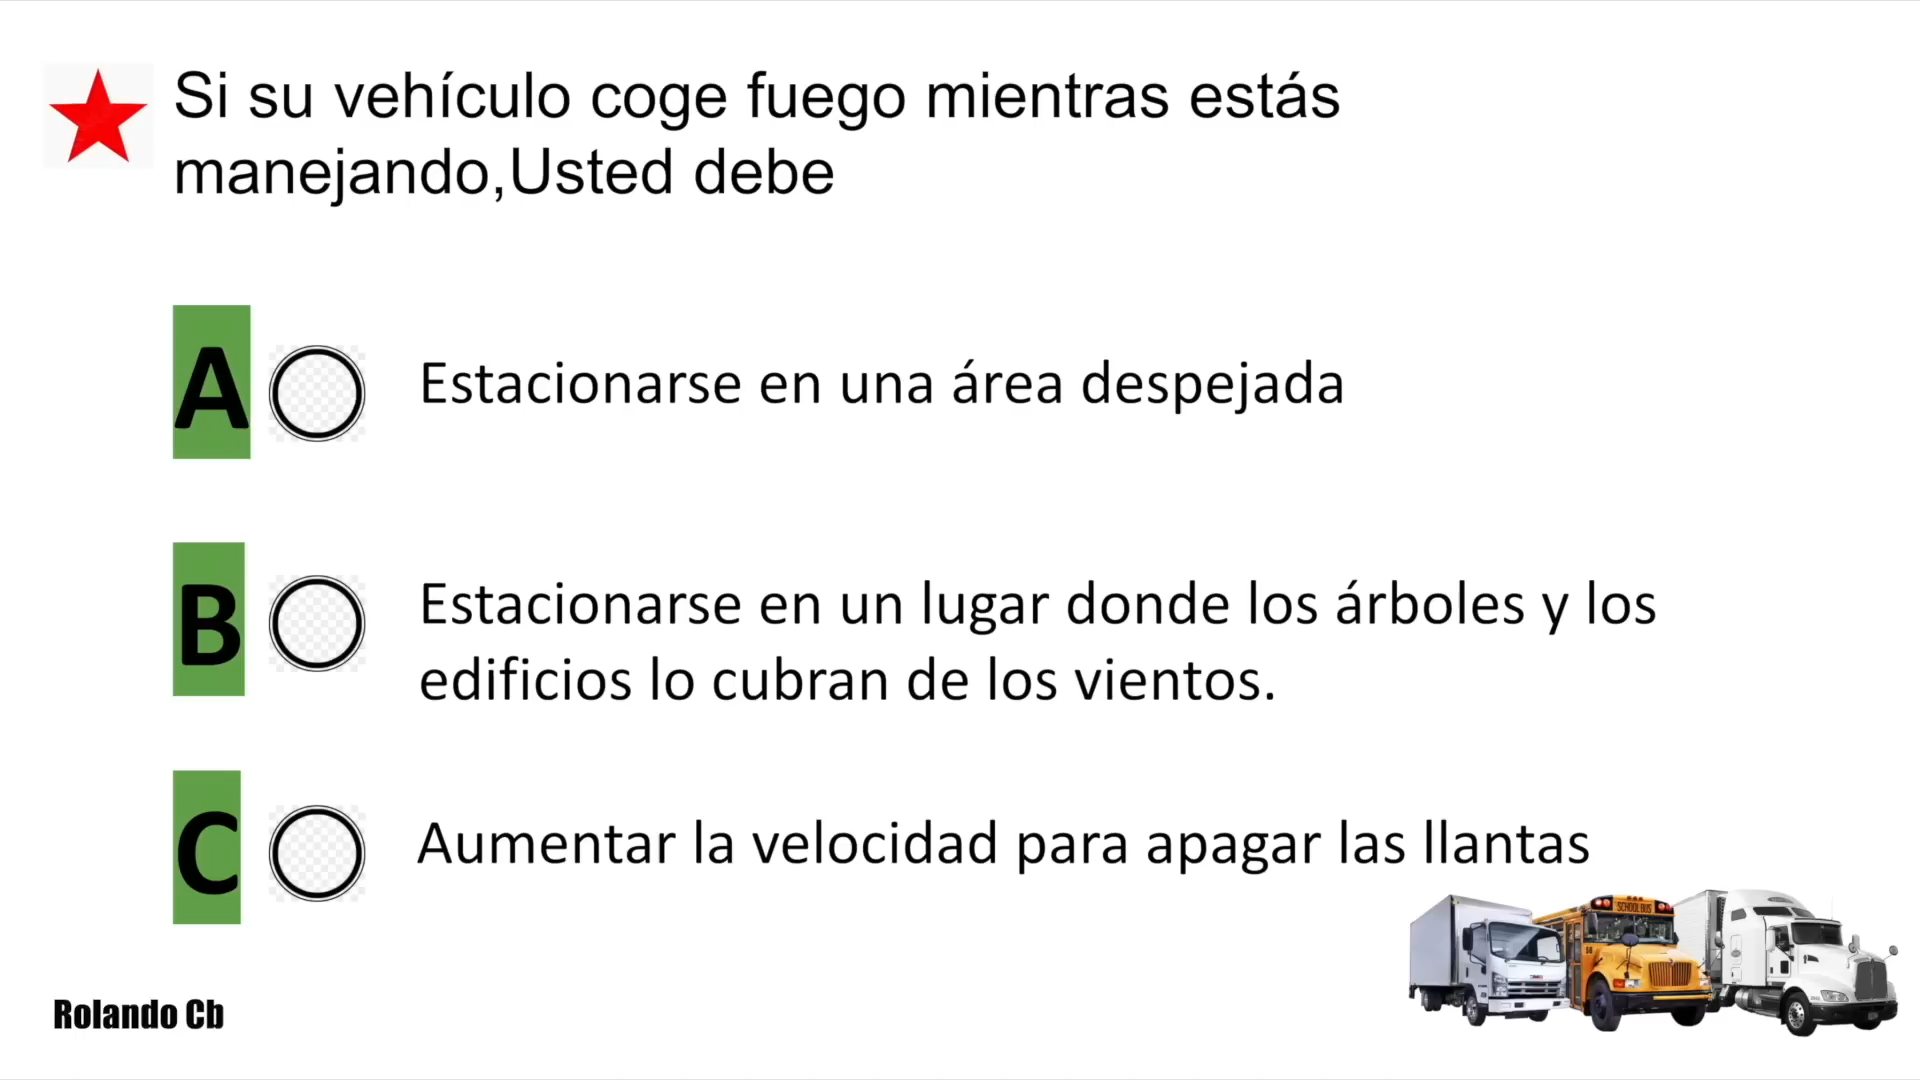 Si su vehículo coge fuego mientras estás
manejando,Usted debe
A
Estacionarse en una área despejada
B
Estacionarse en un lugar donde los árboles y los
edificios lo cubran de los vientos.
C
Aumentar la velocidad para apagar las llantas
SCHOOL BUS
Rolando Cb